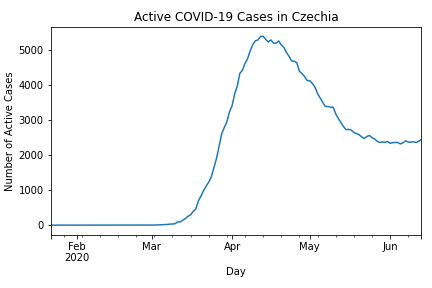 Active COVID-19 Cases in Czechia
Number of Active Cases
5000
4000
3000
2000
1000
0
Feb
2020
Mar
Apr
May
Jun
Day